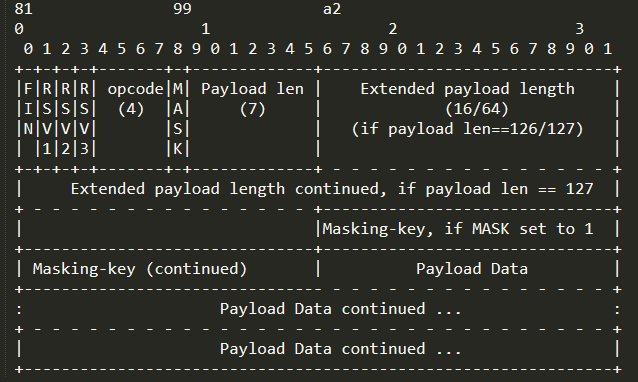 81              99              a2
0                   1                   2                   3
 0 1 2 3 4 5 6 7 8 9 0 1 2 3 4 5 6 7 8 9 0 1 2 3 4 5 6 7 8 9 0 1
+-+-+-+-+-------+-+-------------+-------------------------------+
|F|R|R|R| opcode|M| Payload len |    Extended payload length    |
|I|S|S|S|  (4)  |A|     (7)     |             (16/64)           |
|N|V|V|V|       |S|             |   (if payload len==126/127)   |
| |1|2|3|       |K|             |                               |
+-+-+-+-+-------+-+-------------+ - - - - - - - - - - - - - - - +
|     Extended payload length continued, if payload len == 127  |
+ - - - - - - - - - - - - - - - +-------------------------------+
|                               |Masking-key, if MASK set to 1  |
+-------------------------------+-------------------------------+
| Masking-key (continued)       |          Payload Data         |
+-------------------------------- - - - - - - - - - - - - - - - +
:                     Payload Data continued ...                :
+ - - - - - - - - - - - - - - - - - - - - - - - - - - - - - - - +
|                     Payload Data continued ...                |
+---------------------------------------------------------------+